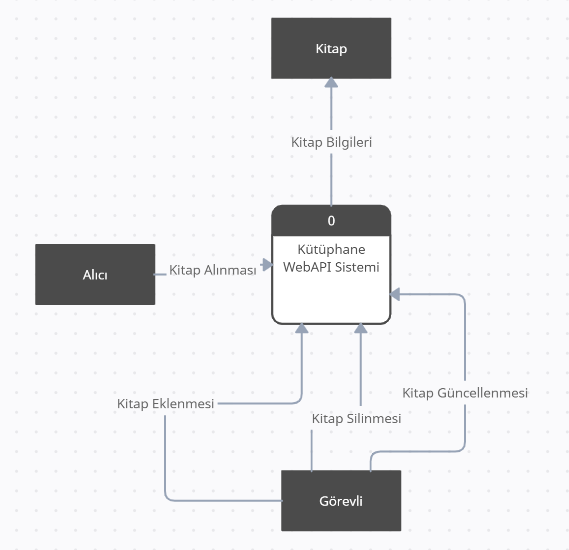 Kitap
Kitap Bilgileri
0
Kütüphane
WebAPI Sistemi
Alıcı
Kitap Alınması
Kitap Güncellenmesi
Kitap Eklenmesi
Kitap Silinmesi
Görevli